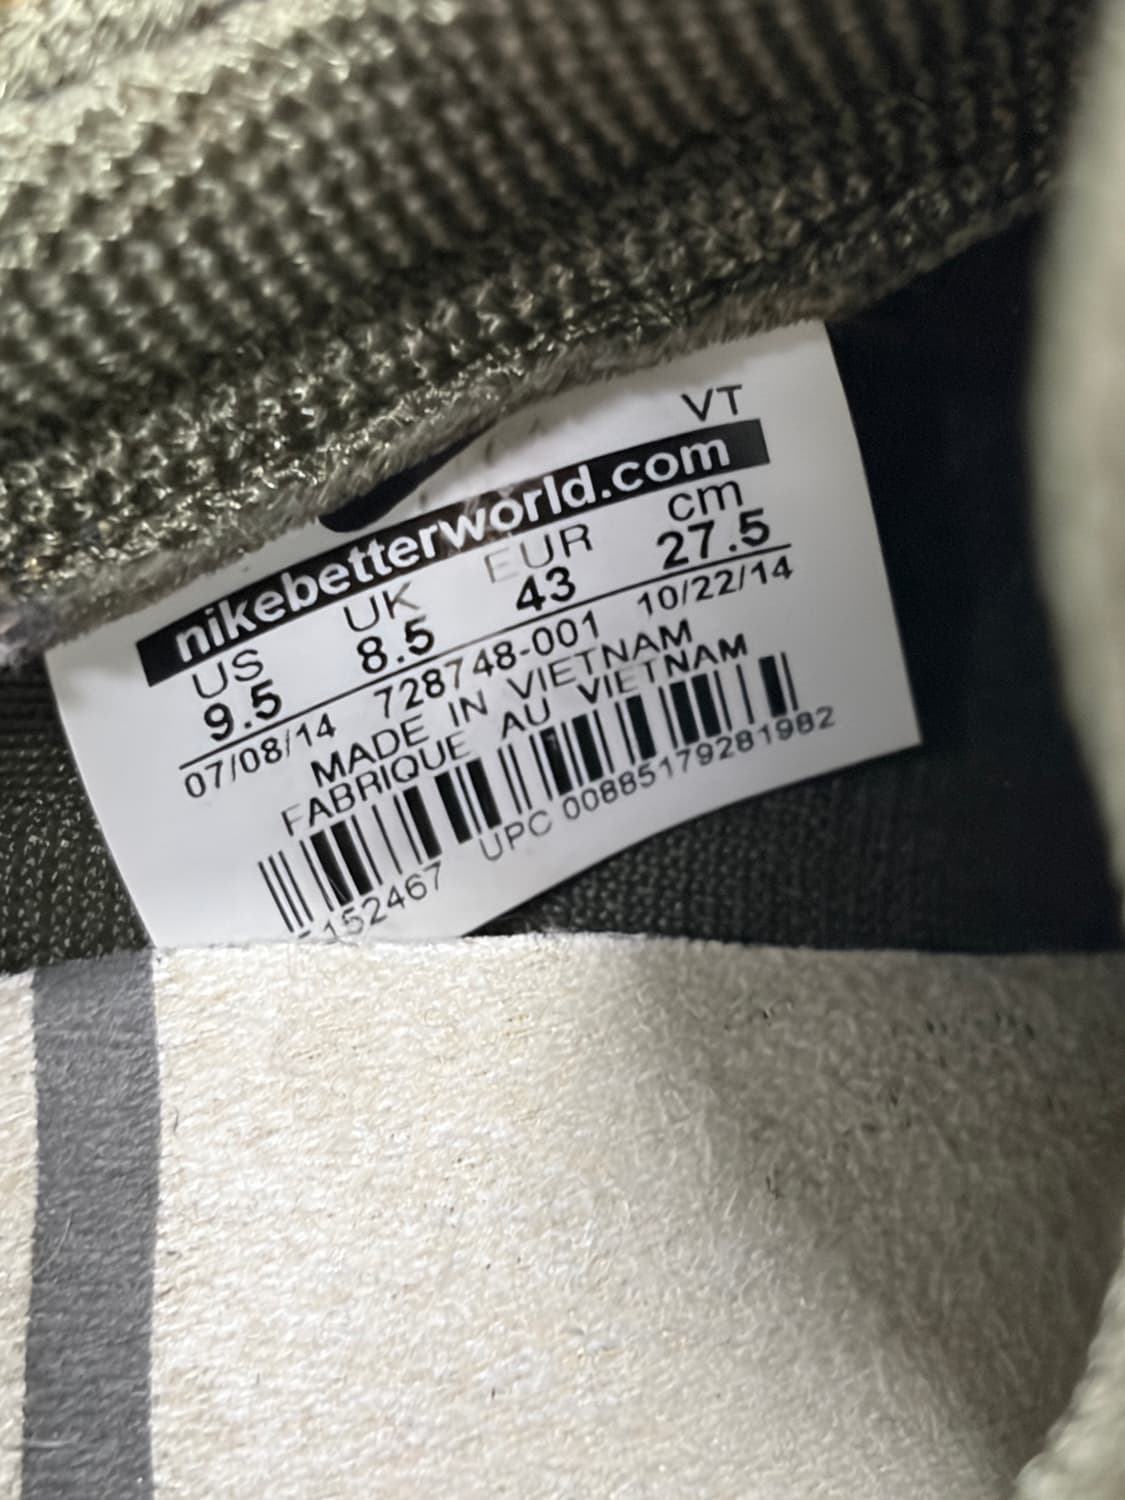 VT
nikebetterworld.com
US UK EUR cm
9.5 8.5 43 27.5
07/08/14 728748-001 10/22/14
MADE IN VIETNAM
FABRIQUE AU VIETNAM
UPC 00885179281982
152467